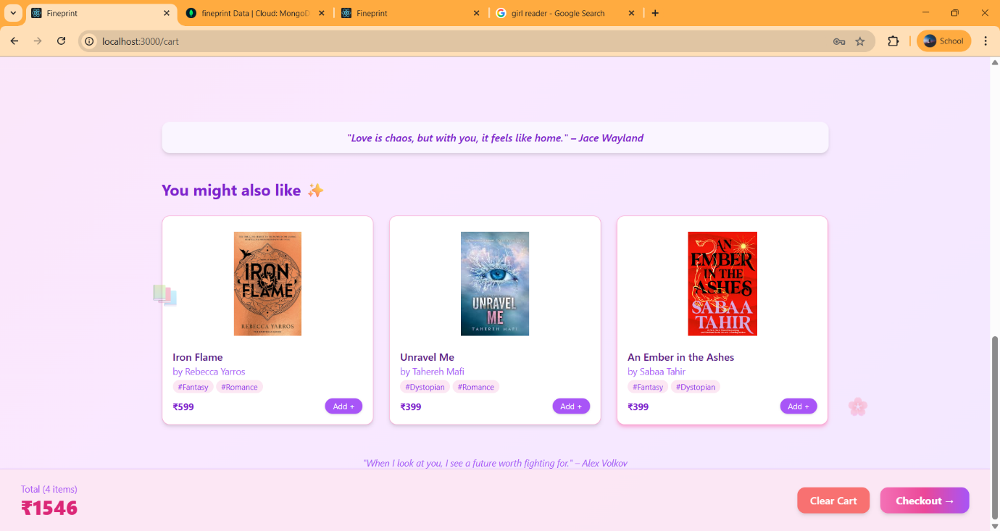 Fineprint
fineprint Data | Cloud: MongoD
Fineprint
girl reader - Google Search
localhost:3000/cart
School
"Love is chaos, but with you, it feels like home." – Jace Wayland
You might also like ✨
IRON
FLAME
REBECCA YARROS
UNRAVEL
ME
TAHEREH MAFI
AN
EMBER
IN THE
ASHES
SABAA
TAHIR
Iron Flame
by Rebecca Yarros
#Fantasy #Romance
₹599 Add +
Unravel Me
by Tahereh Mafi
#Dystopian #Romance
₹399 Add +
An Ember in the Ashes
by Sabaa Tahir
#Fantasy #Dystopian
₹399 Add +
"When I look at you, I see a future worth fighting for." – Alex Volkov
Total (4 items)
₹1546
Clear Cart
Checkout →